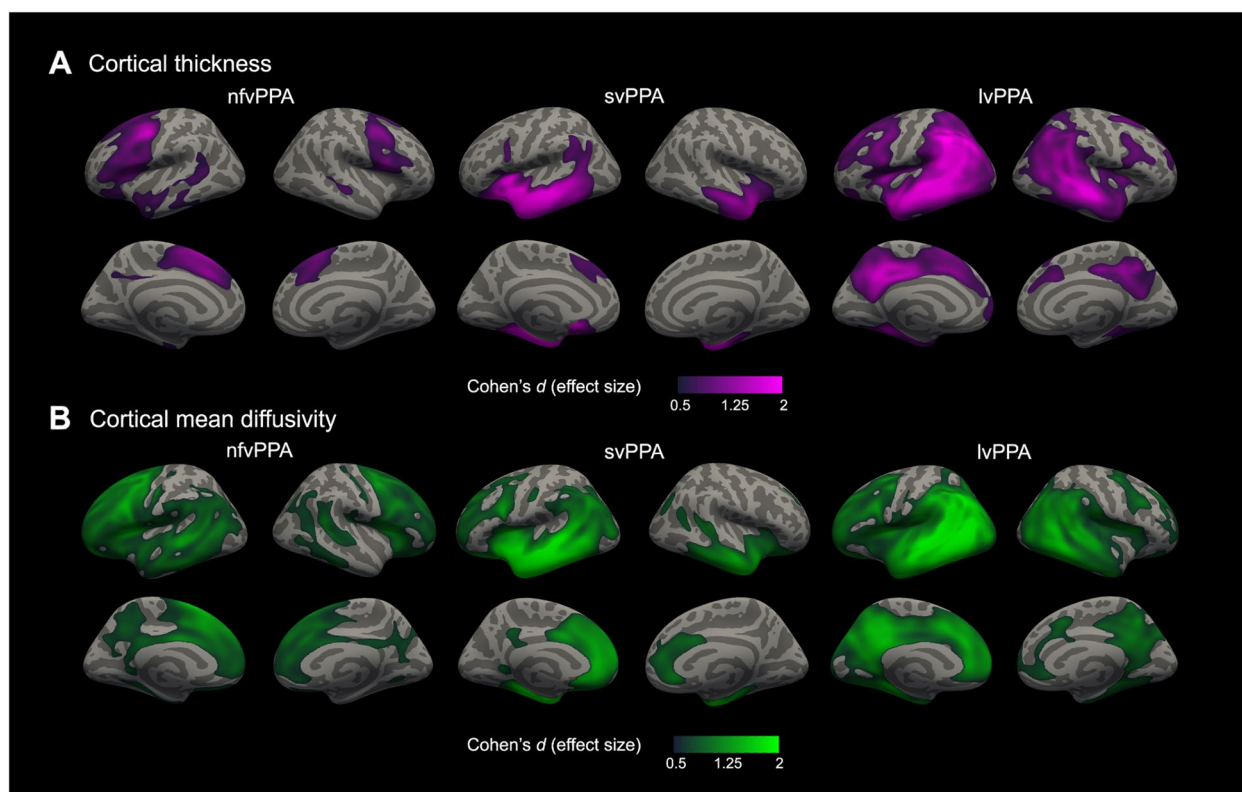 A Cortical thickness
nfvPPA svPPA lvPPA
Cohen's d (effect size)
0.5 1.25 2
B Cortical mean diffusivity
nfvPPA svPPA lvPPA
Cohen's d (effect size)
0.5 1.25 2